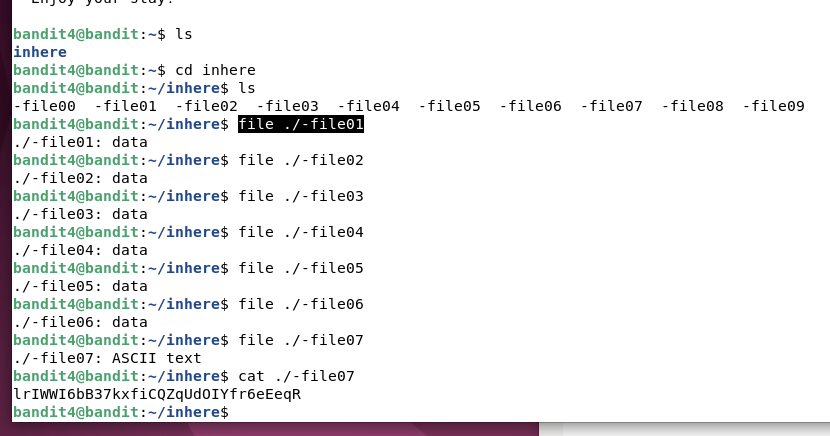 Enjoy your stay!
bandit4@bandit:~$ ls
inhere
bandit4@bandit:~$ cd inhere
bandit4@bandit:~/inhere$ ls
-file00  -file01  -file02  -file03  -file04  -file05  -file06  -file07  -file08  -file09
bandit4@bandit:~/inhere$ file ./-file01
./-file01: data
bandit4@bandit:~/inhere$ file ./-file02
./-file02: data
bandit4@bandit:~/inhere$ file ./-file03
./-file03: data
bandit4@bandit:~/inhere$ file ./-file04
./-file04: data
bandit4@bandit:~/inhere$ file ./-file05
./-file05: data
bandit4@bandit:~/inhere$ file ./-file06
./-file06: data
bandit4@bandit:~/inhere$ file ./-file07
./-file07: ASCII text
bandit4@bandit:~/inhere$ cat ./-file07
lrIWWI6bB37kxfiCQZqUdOIYfr6eEeqR
bandit4@bandit:~/inhere$